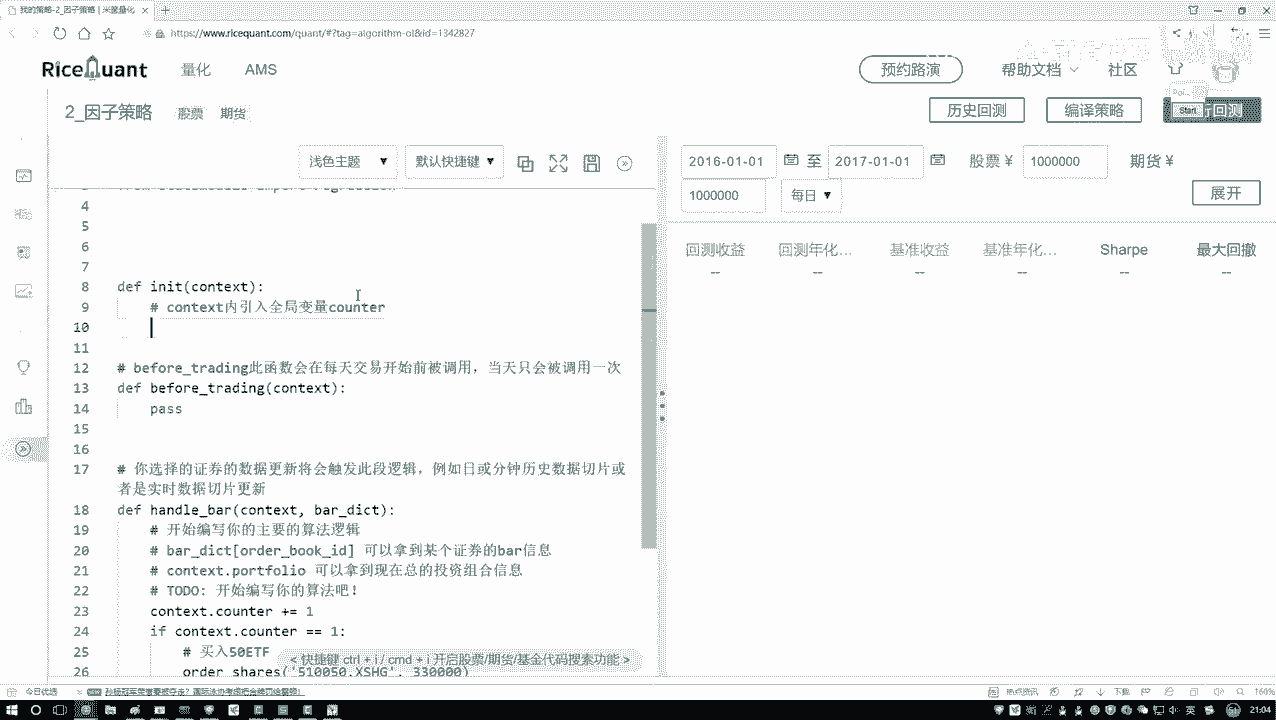 我的策略-2_因子策略 | 米筐量化
https://www.ricequant.com/quant/#?tag=algorithm-ol&id=1342827
RiceQuant 量化 AMS 预约路演 帮助文档 社区
2_因子策略 股票 期货 历史回测 编译策略
Start
浅色主题 ▼ 默认快捷键 ▼
2016-01-01 至 2017-01-01 股票 ¥ 1000000 期货 ¥
1000000 每日 ▼ 展开
回测收益 回测年化... 基准收益 基准年化... Sharpe 最大回撤
-- -- -- -- -- --
4
5
6
7
8 def init(context):
9 # context内引入全局变量counter
10
11
12 # before_trading此函数会在每天交易开始前被调用，当天只会被调用一次
13 def before_trading(context):
14 pass
15
16
17 # 你选择的证券的数据更新将会触发此段逻辑，例如日或分钟历史数据切片或
者是实时数据切片更新
18 def handle_bar(context, bar_dict):
19 # 开始编写你的主要的算法逻辑
20 # bar_dict[order_book_id] 可以拿到某个证券的bar信息
21 # context.portfolio 可以拿到现在总的投资组合信息
22 # TODO: 开始编写你的算法吧！
23 context.counter += 1
24 if context.counter == 1:
25 # 买入50ETF
< 快捷键 ctrl + i / cmd + i 开启股票/期货/基金代码搜索功能 >
26 order_shares('510050.XSHG', 330000)
今日优选 热点资讯 下载 160%
英 21:04